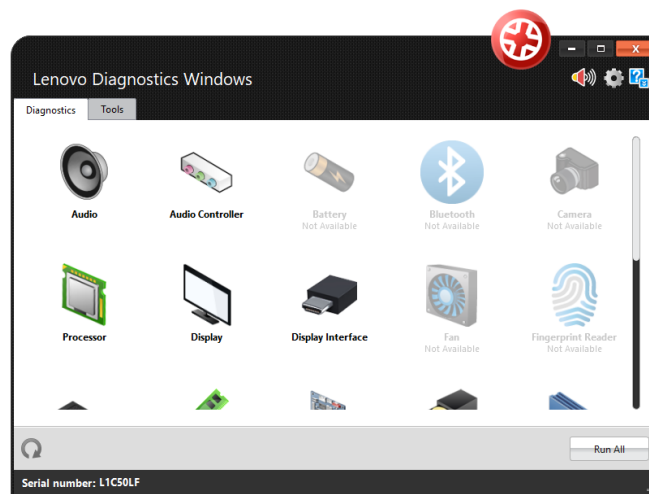 Lenovo Diagnostics Windows
Diagnostics Tools
Audio Audio Controller Battery Bluetooth Camera
Not Available Not Available Not Available
Processor Display Display Interface Fan Fingerprint Reader
Not Available Not Available
Run All
Serial number: L1C50LF